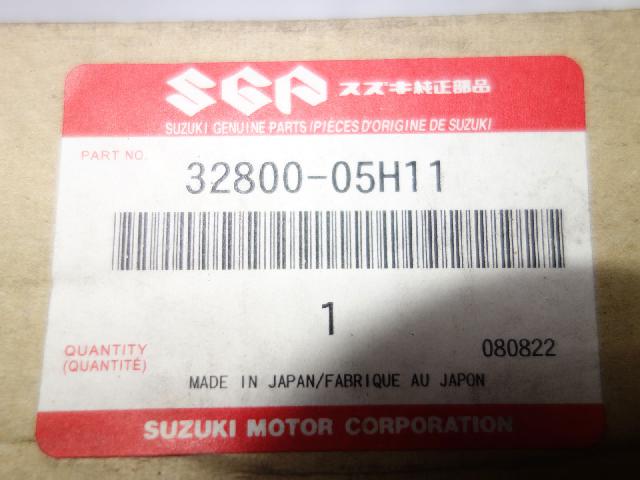 SGP スズキ純正部品
SUZUKI GENUINE PARTS/PIÈCES D'ORIGINE DE SUZUKI
PART NO. 32800-05H11
1
QUANTITY
(QUANTITÉ)
080822
MADE IN JAPAN/FABRIQUE AU JAPON
SUZUKI MOTOR CORPORATION